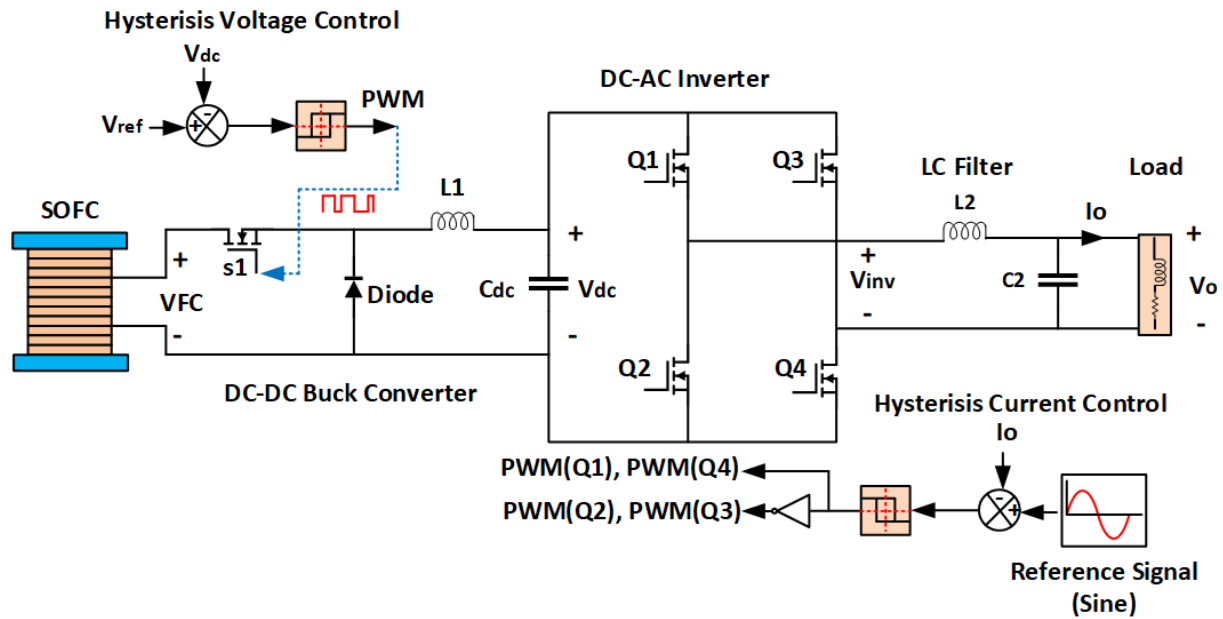 Hysterisis Voltage Control
Vdc
Vref
-
+
PWM
SOFC
+
VFC
-
s1
Diode
L1
DC-DC Buck Converter
DC-AC Inverter
+
Cdc
Vdc
-
Q1
Q3
Q2
Q4
+
Vinv
-
LC Filter
L2
C2
Io
Load
+
Vo
-
Hysterisis Current Control
Io
-
+
PWM(Q1), PWM(Q4)
PWM(Q2), PWM(Q3)
Reference Signal
(Sine)